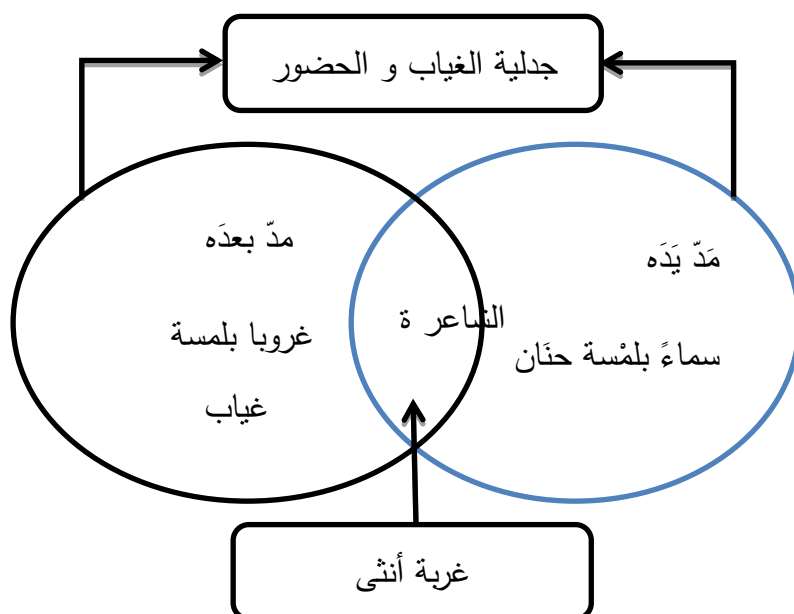 جدلية الغياب و الحضور
مَدّ يَدَه
سماءً بلمْسة حنَان
الشاعر ة
مدّ بعدَه
غروبا بلمسة
غياب
غربة أنثى